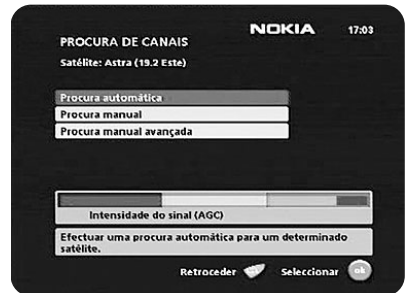 NOKIA 17:03
PROCURA DE CANAIS
Satélite: Astra (19.2 Este)
Procura automática
Procura manual
Procura manual avançada
Intensidade do sinal (AGC)
Efectuar uma procura automática para um determinado
satélite.
Retroceder Seleccionar ok